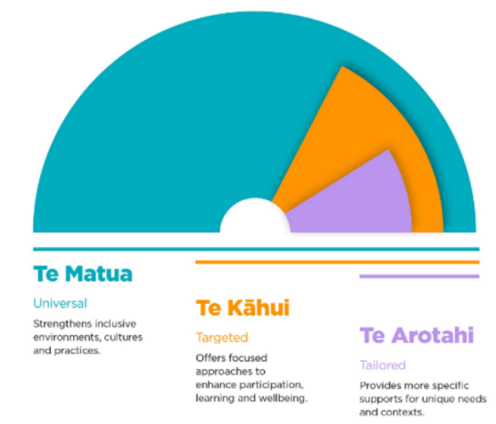 Te Matua
Universal
Strengthens inclusive
environments, cultures
and practices.
Te Kāhui
Targeted
Offers focused
approaches to
enhance participation,
learning and wellbeing.
Te Arotahi
Tailored
Provides more specific
supports for unique needs
and contexts.